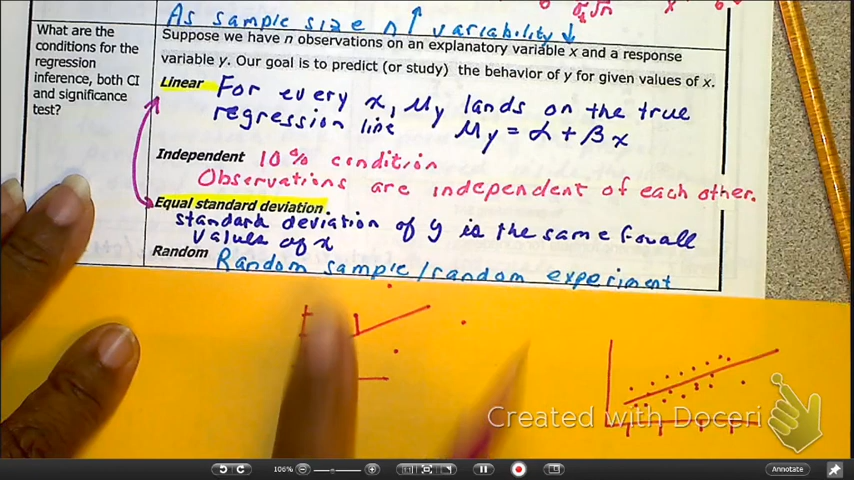 As sample size n ↑ variability ↓
What are the
conditions for the
regression
inference, both CI
and significance
test?
Suppose we have n observations on an explanatory variable x and a response
variable y. Our goal is to predict (or study) the behavior of y for given values of x.
Linear For every x, μy lands on the true
regression line μy = α + βx
Independent 10% condition
Observations are independent of each other.
Equal standard deviation.
standard deviation of y is the same for all
values of x
Random Random sample/random experiment
Created with Doceri
106%
Annotate